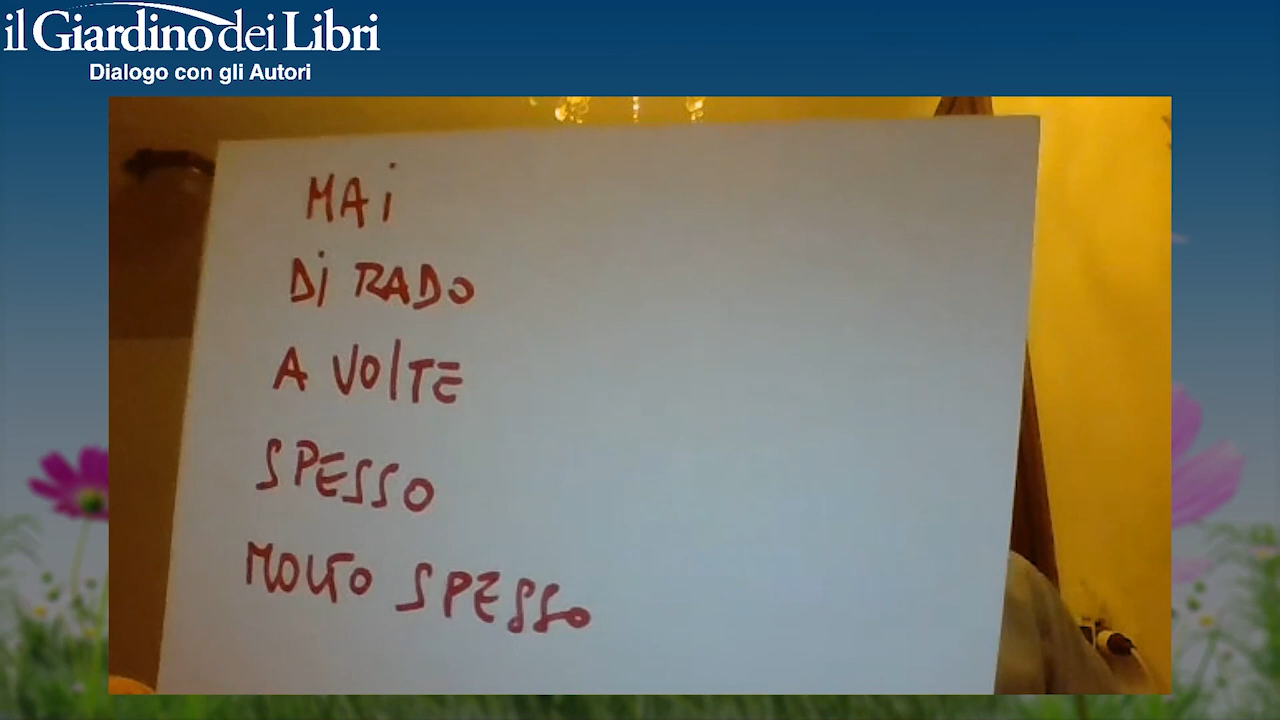 il Giardino dei Libri
Dialogo con gli Autori
MAi
Di RADO
A VOlTE
SPESSO
MOLTO SPESSO